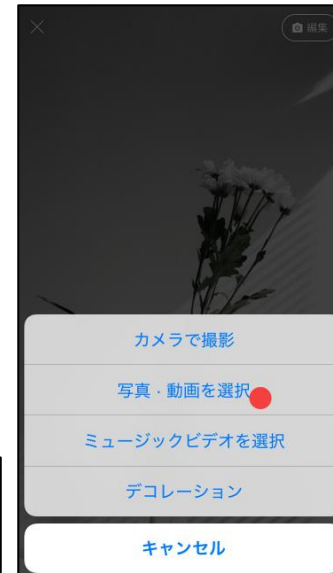 編集
カメラで撮影
写真・動画を選択
ミュージックビデオを選択
デコレーション
キャンセル